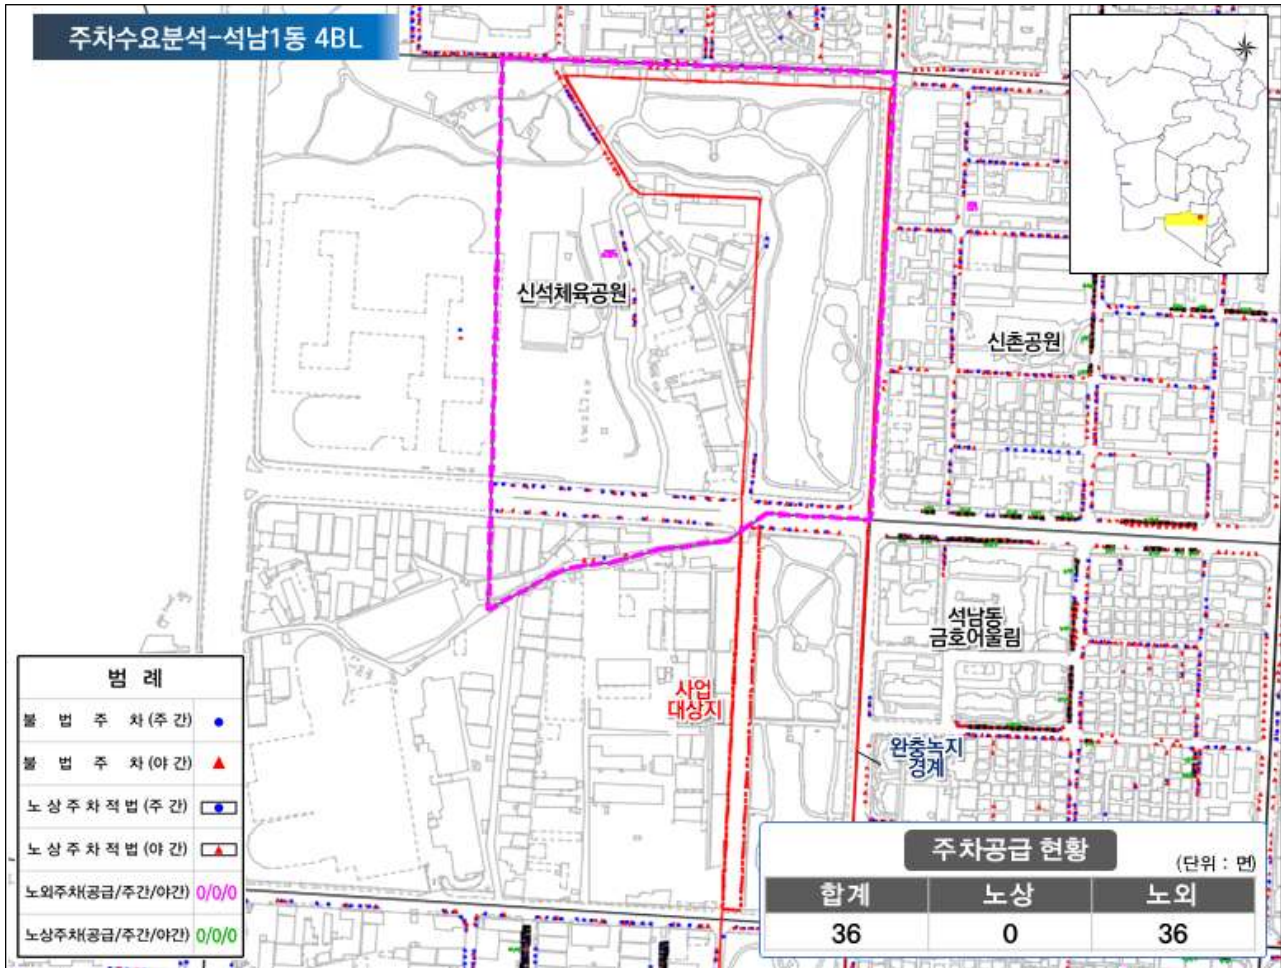 주차수요분석-석남1동 4BL
신석체육공원
신촌공원
석남동
금호어울림
사업
대상지
완충녹지
경계
범 례
불 법 주 차 (주 간)
불 법 주 차 (야 간)
노 상 주 차 적 법 (주 간)
노 상 주 차 적 법 (야 간)
노외주차(공급/주간/야간) 0/0/0
노상주차(공급/주간/야간) 0/0/0
주차공급 현황
(단위 : 면)
합계 노상 노외
36 0 36